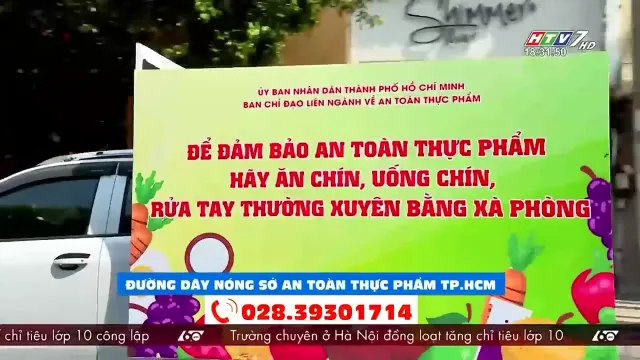 Shimmer
HTV7 HD
18:31:50
ỦY BAN NHÂN DÂN THÀNH PHỐ HỒ CHÍ MINH
BAN CHỈ ĐẠO LIÊN NGÀNH VỀ AN TOÀN THỰC PHẨM
ĐỂ ĐẢM BẢO AN TOÀN THỰC PHẨM
HÃY ĂN CHÍN, UỐNG CHÍN,
RỬA TAY THƯỜNG XUYÊN BẰNG XÀ PHÒNG
ĐƯỜNG DÂY NÓNG SỞ AN TOÀN THỰC PHẨM TP.HCM
028.39301714
chỉ tiêu lớp 10 công lập 60 Trường chuyên ở Hà Nội đồng loạt tăng chỉ tiêu lớp 10 60